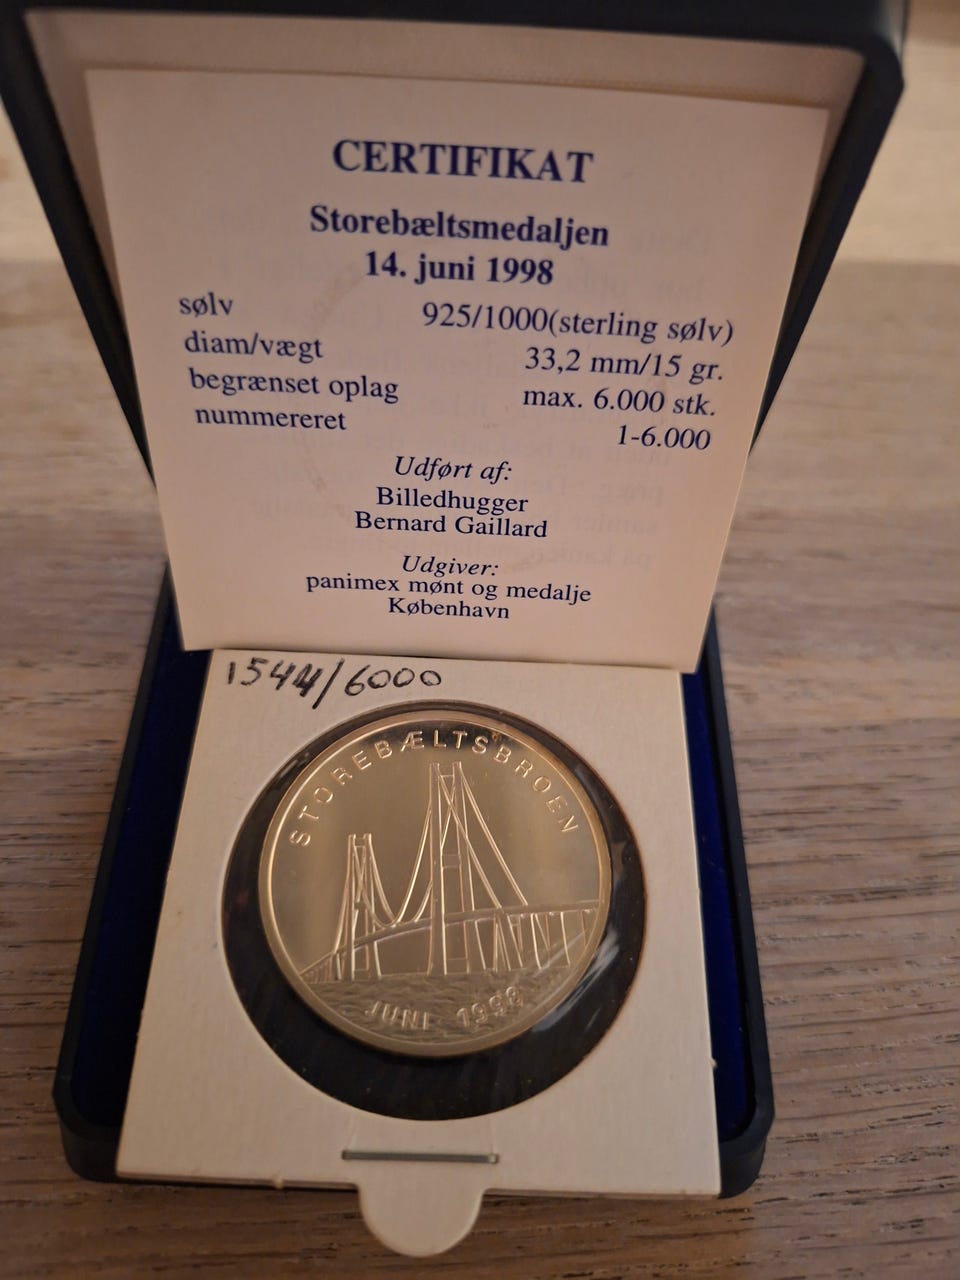 CERTIFIKAT
Storebæltsmedaljen
14. juni 1998
sølv 925/1000(sterling sølv)
diam/vægt 33,2 mm/15 gr.
begrænset oplag max. 6.000 stk.
nummereret 1-6.000
Udført af:
Billedhugger
Bernard Gaillard
Udgiver:
panimex mønt og medalje
København
1544/6000
STOREBÆLTSBROEN
JUNI 1998